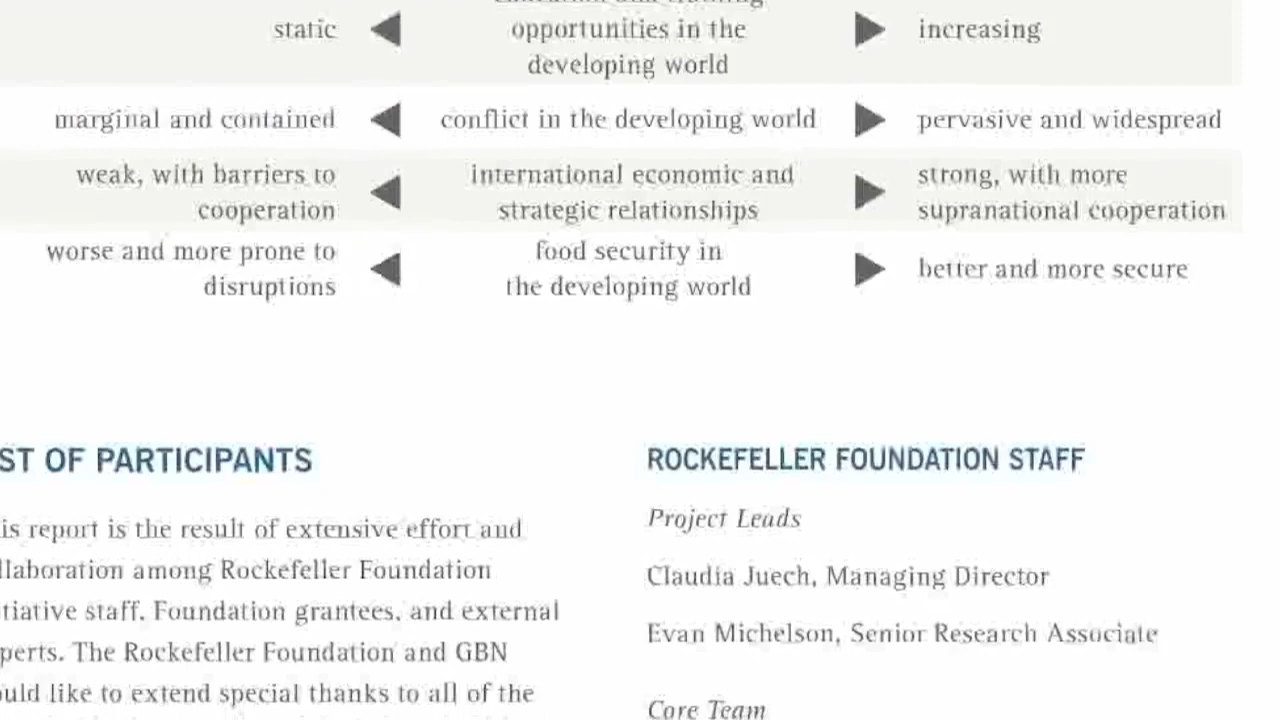 static
opportunities in the
developing world
increasing
marginal and contained
conflict in the developing world
pervasive and widespread
weak, with barriers to
cooperation
international economic and
strategic relationships
strong, with more
supranational cooperation
worse and more prone to
disruptions
food security in
the developing world
better and more secure
ST OF PARTICIPANTS
is report is the result of extensive effort and
llaboration among Rockefeller Foundation
tiative staff, Foundation grantees, and external
perts. The Rockefeller Foundation and GBN
ould like to extend special thanks to all of the
ROCKEFELLER FOUNDATION STAFF
Project Leads
Claudia Juech, Managing Director
Evan Michelson, Senior Research Associate
Core Team